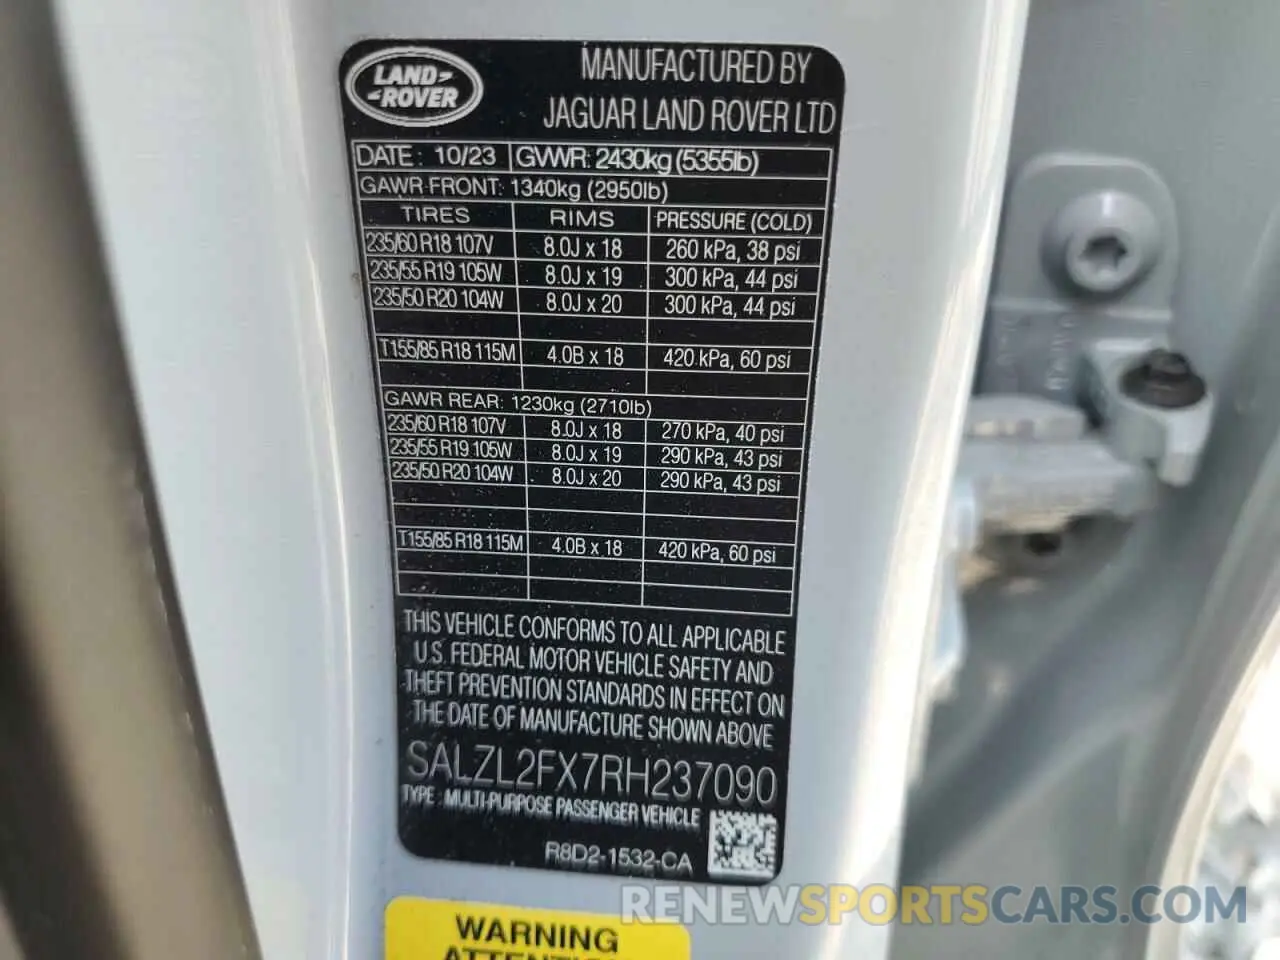 LAND-
-ROVER
MANUFACTURED BY
JAGUAR LAND ROVER LTD
DATE: 10/23 GVWR: 2430kg (5355lb)
GAWR FRONT: 1340kg (2950lb)
TIRES RIMS PRESSURE (COLD)
235/60 R18 107V 8.0J x 18 260 kPa, 38 psi
235/55 R19 105W 8.0J x 19 300 kPa, 44 psi
235/50 R20 104W 8.0J x 20 300 kPa, 44 psi
T155/85 R18 115M 4.0B x 18 420 kPa, 60 psi
GAWR REAR: 1230kg (2710lb)
235/60 R18 107V 8.0J x 18 270 kPa, 40 psi
235/55 R19 105W 8.0J x 19 290 kPa, 43 psi
235/50 R20 104W 8.0J x 20 290 kPa, 43 psi
T155/85 R18 115M 4.0B x 18 420 kPa, 60 psi
THIS VEHICLE CONFORMS TO ALL APPLICABLE
U.S. FEDERAL MOTOR VEHICLE SAFETY AND
THEFT PREVENTION STANDARDS IN EFFECT ON
THE DATE OF MANUFACTURE SHOWN ABOVE
SALZL2FX7RH237090
TYPE: MULTI-PURPOSE PASSENGER VEHICLE
R8D2-1532-CA
RENEWSPORTSCARS.COM
WARNING